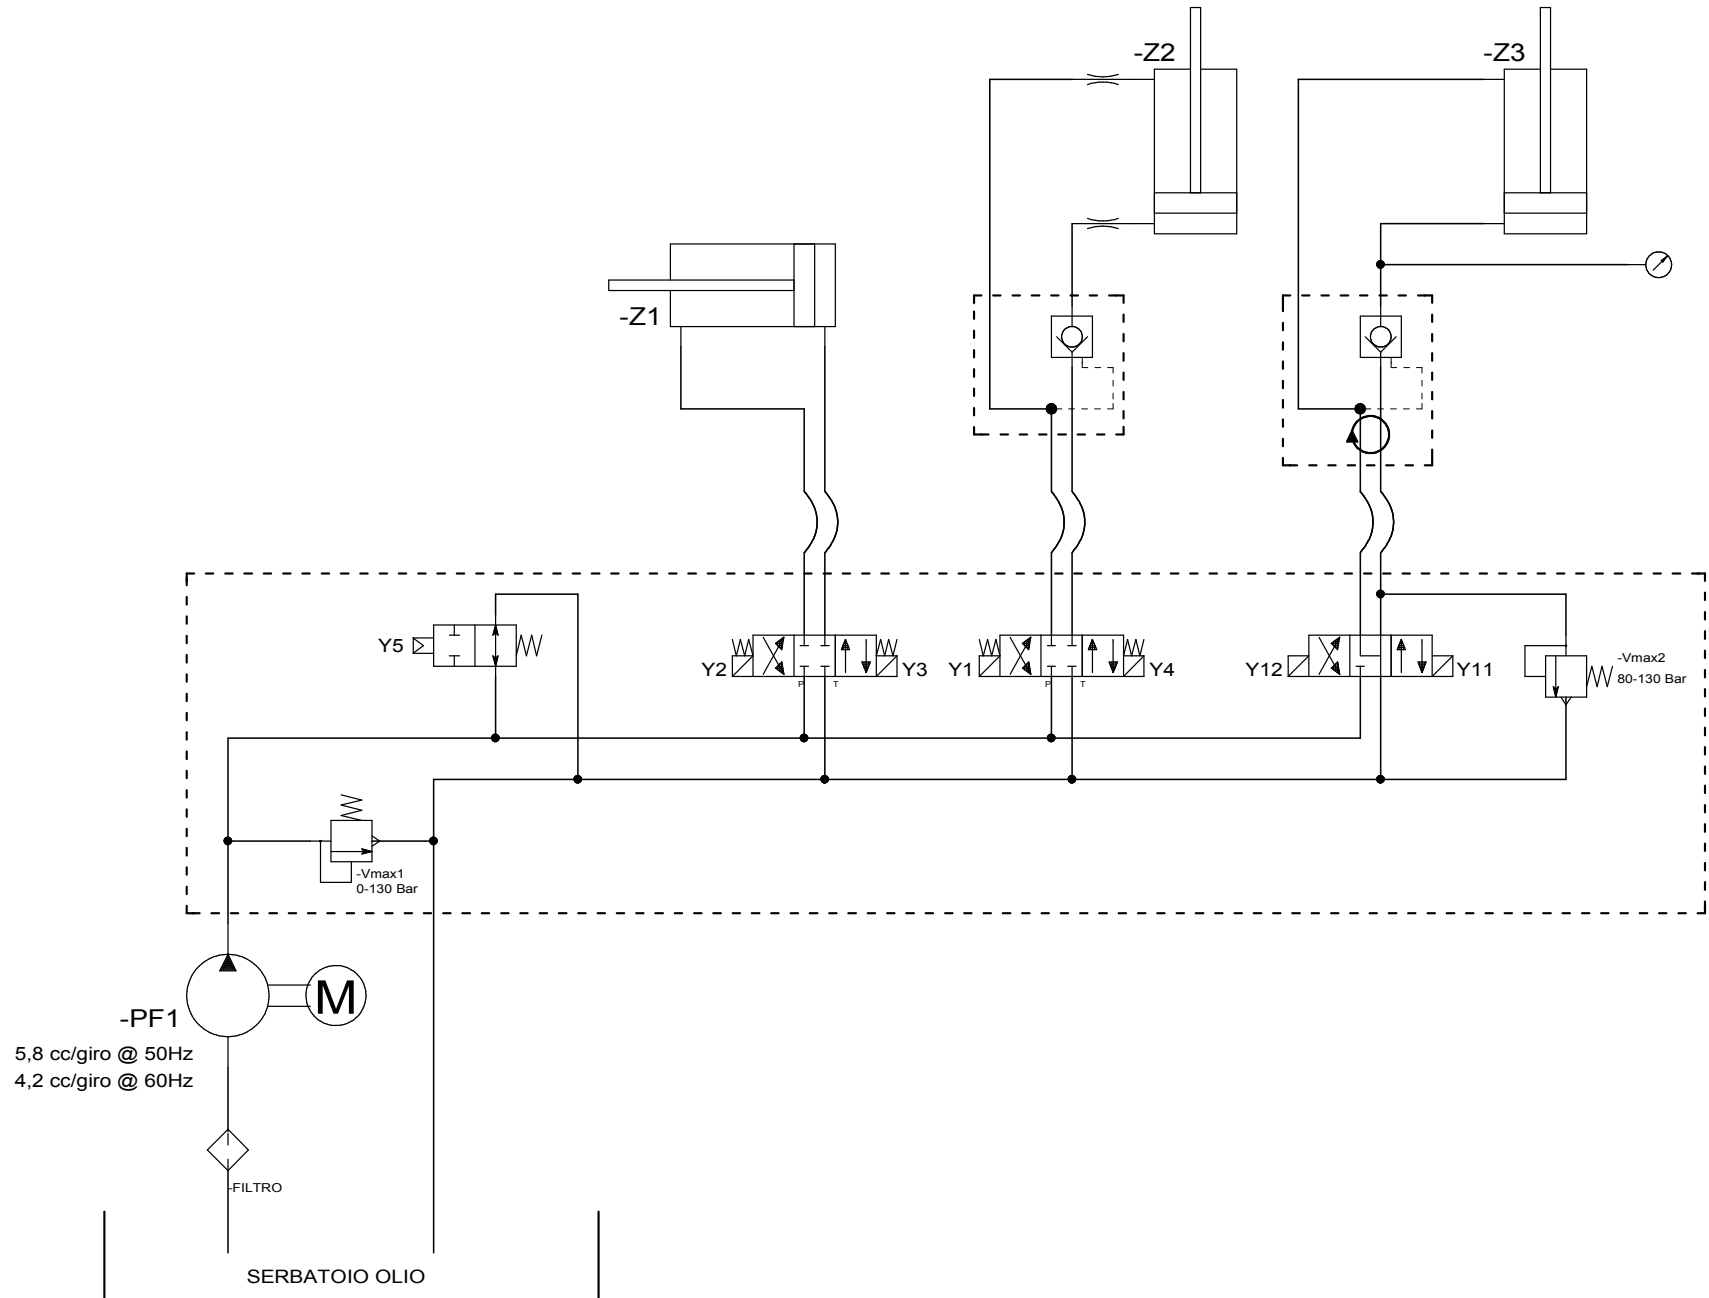 -Z2
-Z3
-Z1
Y5
Y2
Y3
Y1
Y4
Y12
Y11
P
T
P
T
-Vmax2
80-130 Bar
-Vmax1
0-130 Bar
M
-PF1
5,8 cc/giro @ 50Hz
4,2 cc/giro @ 60Hz
-FILTRO
SERBATOIO OLIO